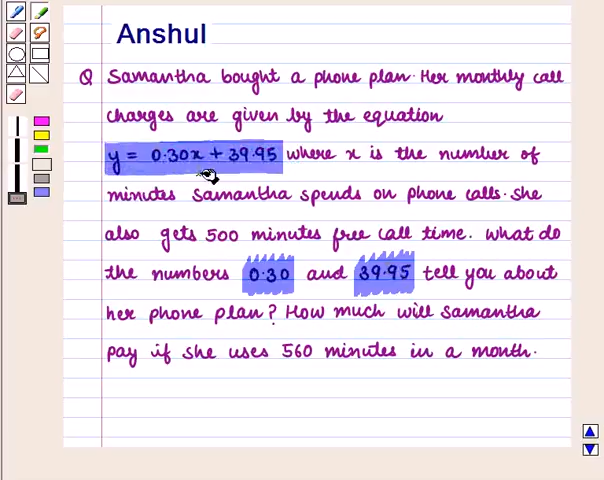 Anshul
Q Samantha bought a phone plan. Her monthly call
charges are given by the equation
y = 0.30x + 39.95 where x is the number of
minutes Samantha spends on phone calls. She
also gets 500 minutes free call time. What do
the numbers 0.30 and 39.95 tell you about
her phone plan? How much will Samantha
pay if she uses 560 minutes in a month.